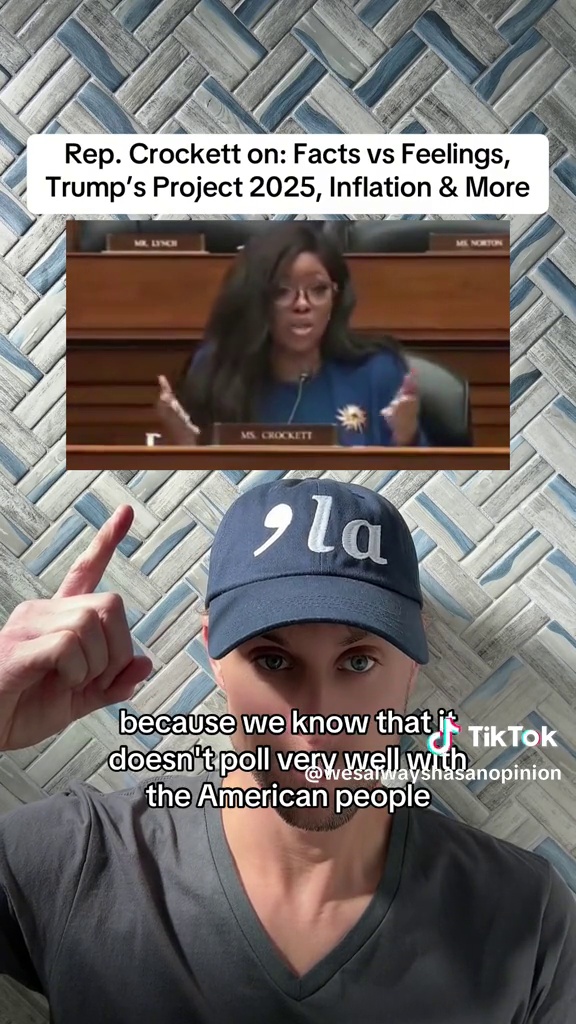 Rep. Crockett on: Facts vs Feelings,
Trump’s Project 2025, Inflation & More
MR. LYNCH
MS. NORTON
MS. CROCKETT
,la
because we know that it
doesn't poll very well with
the American people
TikTok
@wesalwayshasanopinion